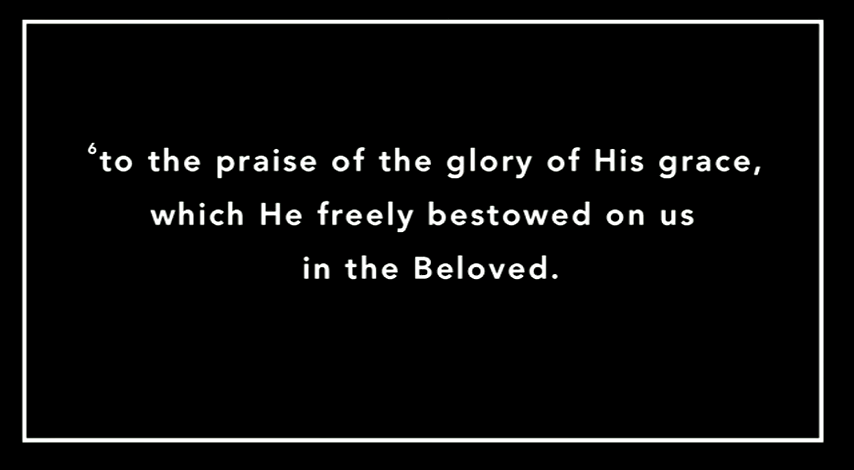 ⁶to the praise of the glory of His grace,
which He freely bestowed on us
in the Beloved.